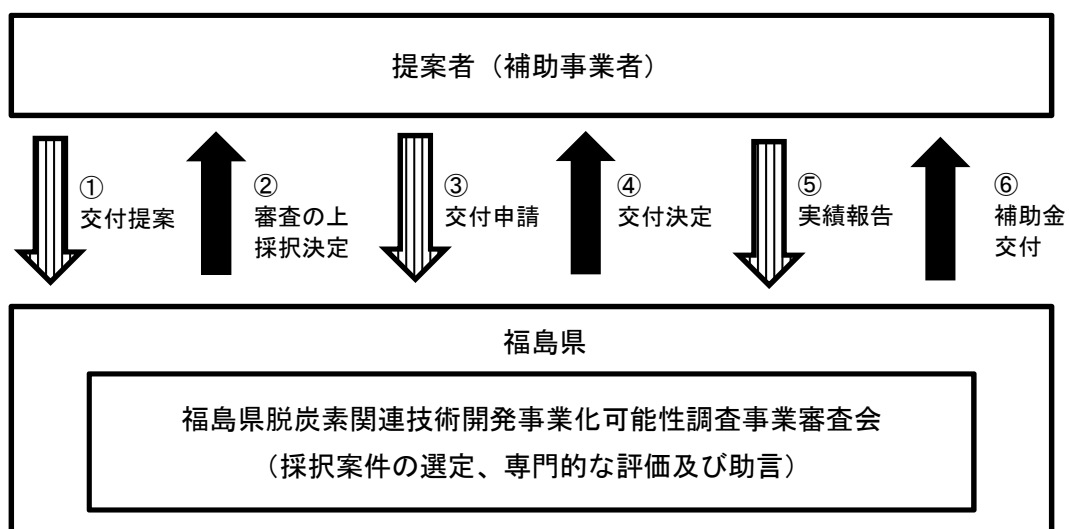 提案者（補助事業者）
①
交付提案
②
審査の上
採択決定
③
交付申請
④
交付決定
⑤
実績報告
⑥
補助金
交付
福島県
福島県脱炭素関連技術開発事業化可能性調査事業審査会
（採択案件の選定、専門的な評価及び助言）